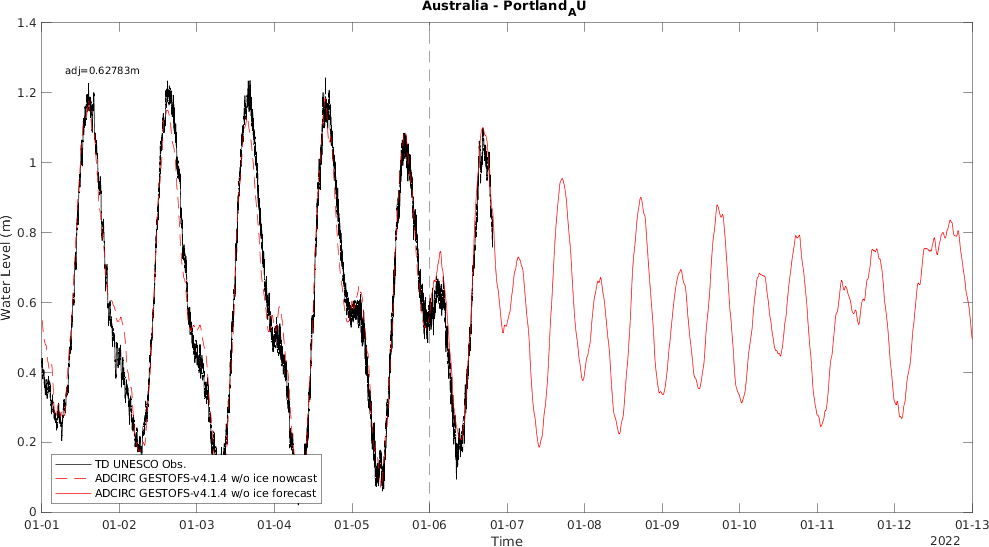 Australia - Portland_AU
adj=0.62783m
Water Level (m)
1.4
1.2
1
0.8
0.6
0.4
0.2
0
TD UNESCO Obs.
ADCIRC GESTOFS-v4.1.4 w/o ice nowcast
ADCIRC GESTOFS-v4.1.4 w/o ice forecast
01-01 01-02 01-03 01-04 01-05 01-06 01-07 01-08 01-09 01-10 01-11 01-12 01-13
Time
2022